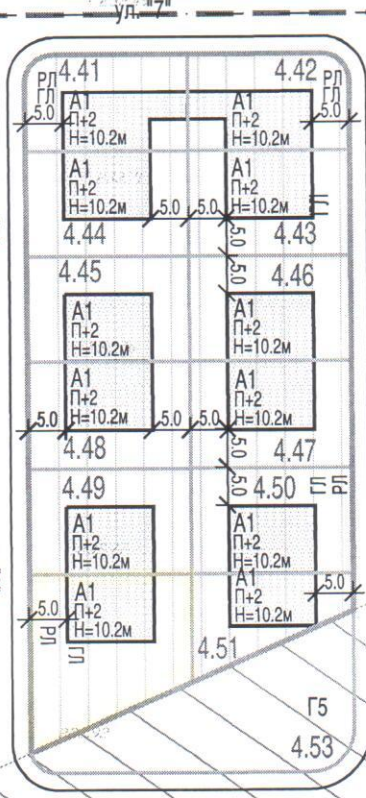 ул. "7"
4.41
4.42
РЛ
ГЛ
РЛ
ГЛ
5.0
5.0
А1
П+2
Н=10.2м
А1
П+2
Н=10.2м
А1
П+2
Н=10.2м
А1
П+2
Н=10.2м
ГЛ
5.0
5.0
4.44
5.0
4.43
4.45
5.0
4.46
А1
П+2
Н=10.2м
А1
П+2
Н=10.2м
А1
П+2
Н=10.2м
А1
П+2
Н=10.2м
5.0
5.0
5.0
4.48
5.0
4.47
4.49
5.0
4.50
ГЛ
РЛ
А1
П+2
Н=10.2м
А1
П+2
Н=10.2м
А1
П+2
Н=10.2м
А1
П+2
Н=10.2м
5.0
5.0
РЛ
ГЛ
4.51
Г5
4.53